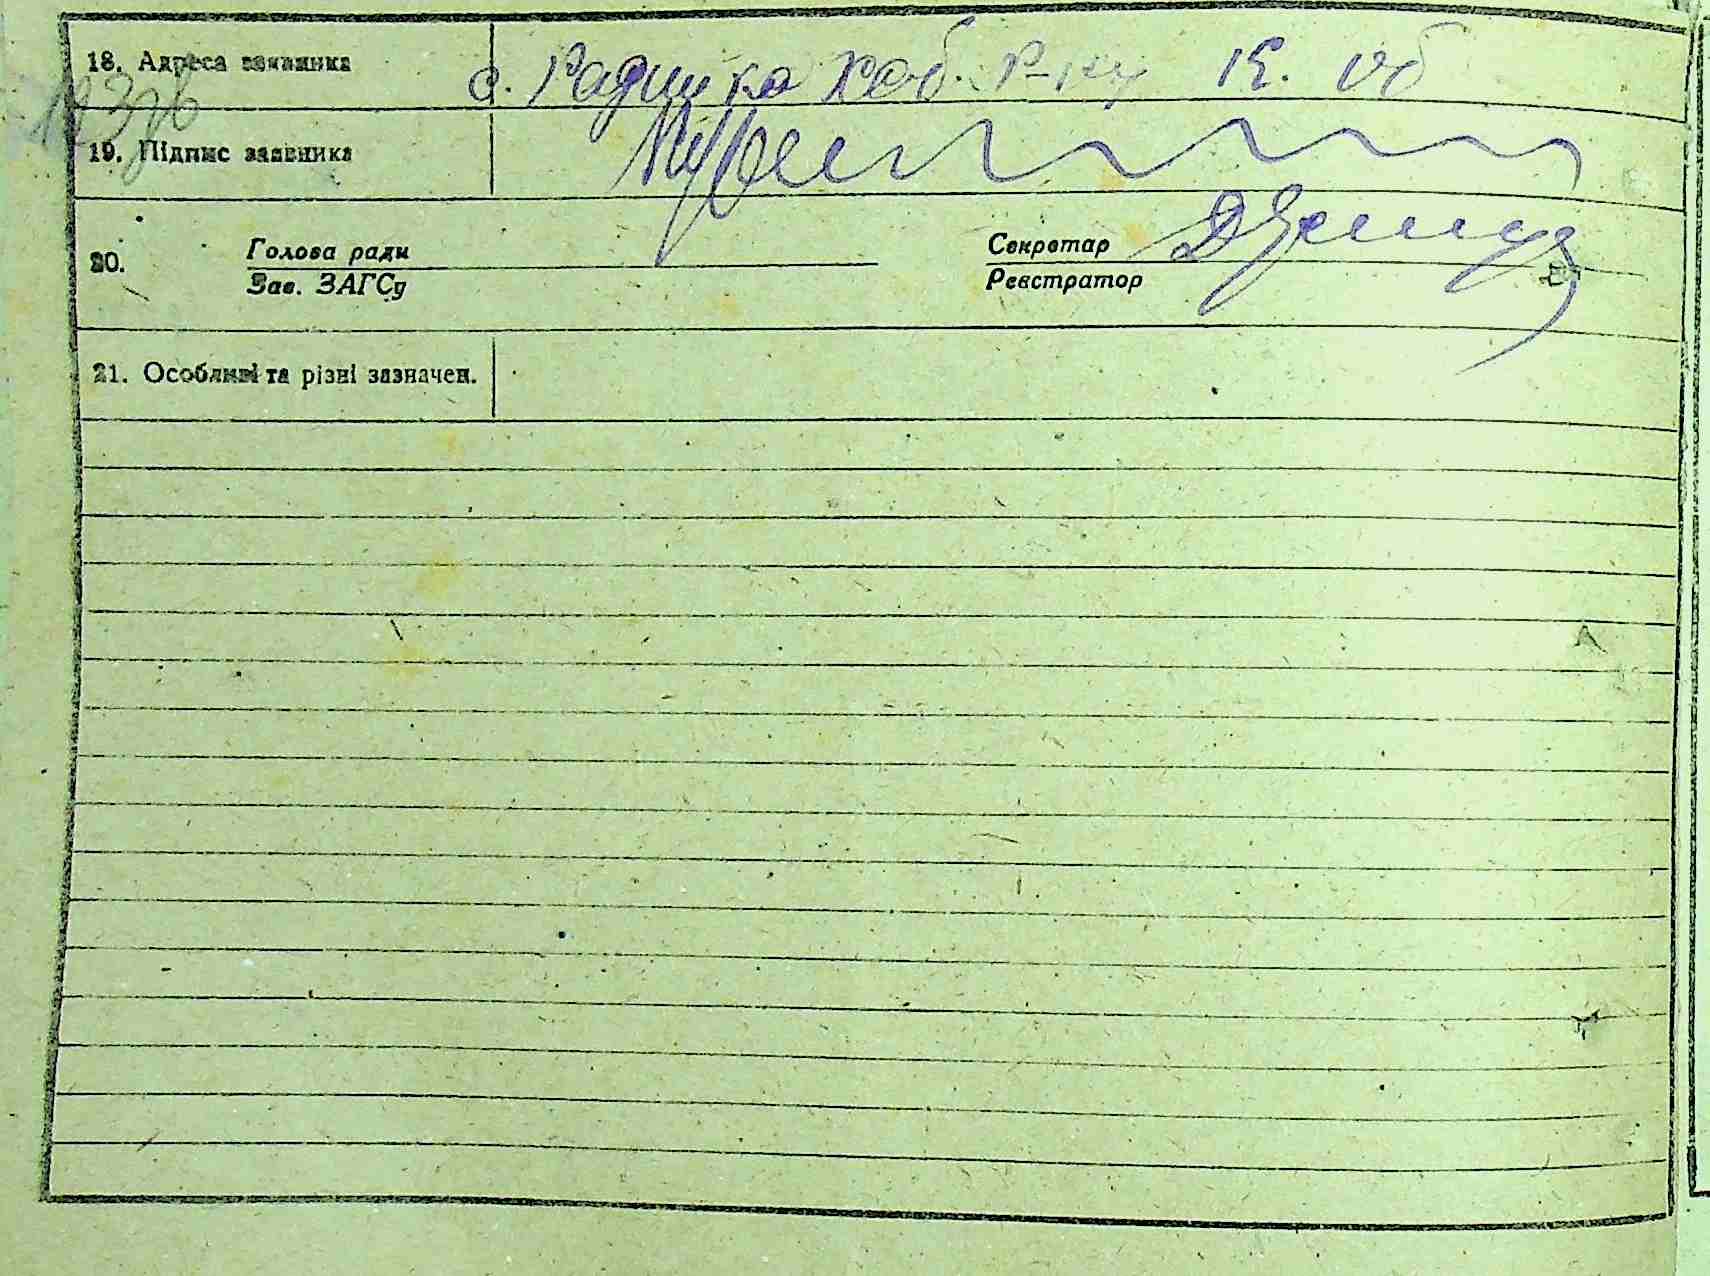 18. Адреса заявника с. Радинка Хаб. р-ну К. об
19. Підпис заявника
20. Голова ради Секретар
Зав. ЗАГСу Реєстратор
21. Особливі та різні зазначен.